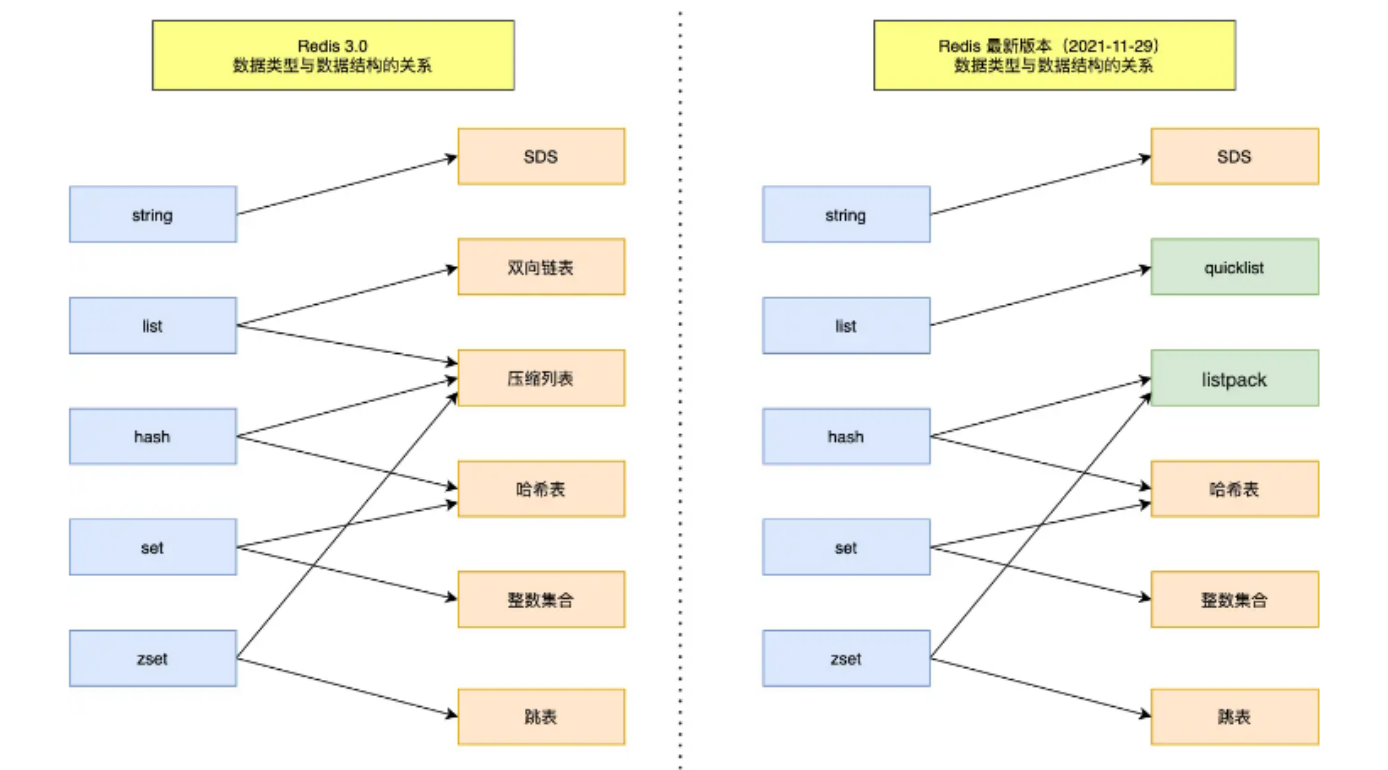 Redis 3.0
数据类型与数据结构的关系
string
list
hash
set
zset
SDS
双向链表
压缩列表
哈希表
整数集合
跳表
Redis 最新版本（2021-11-29）
数据类型与数据结构的关系
string
list
hash
set
zset
SDS
quicklist
listpack
哈希表
整数集合
跳表